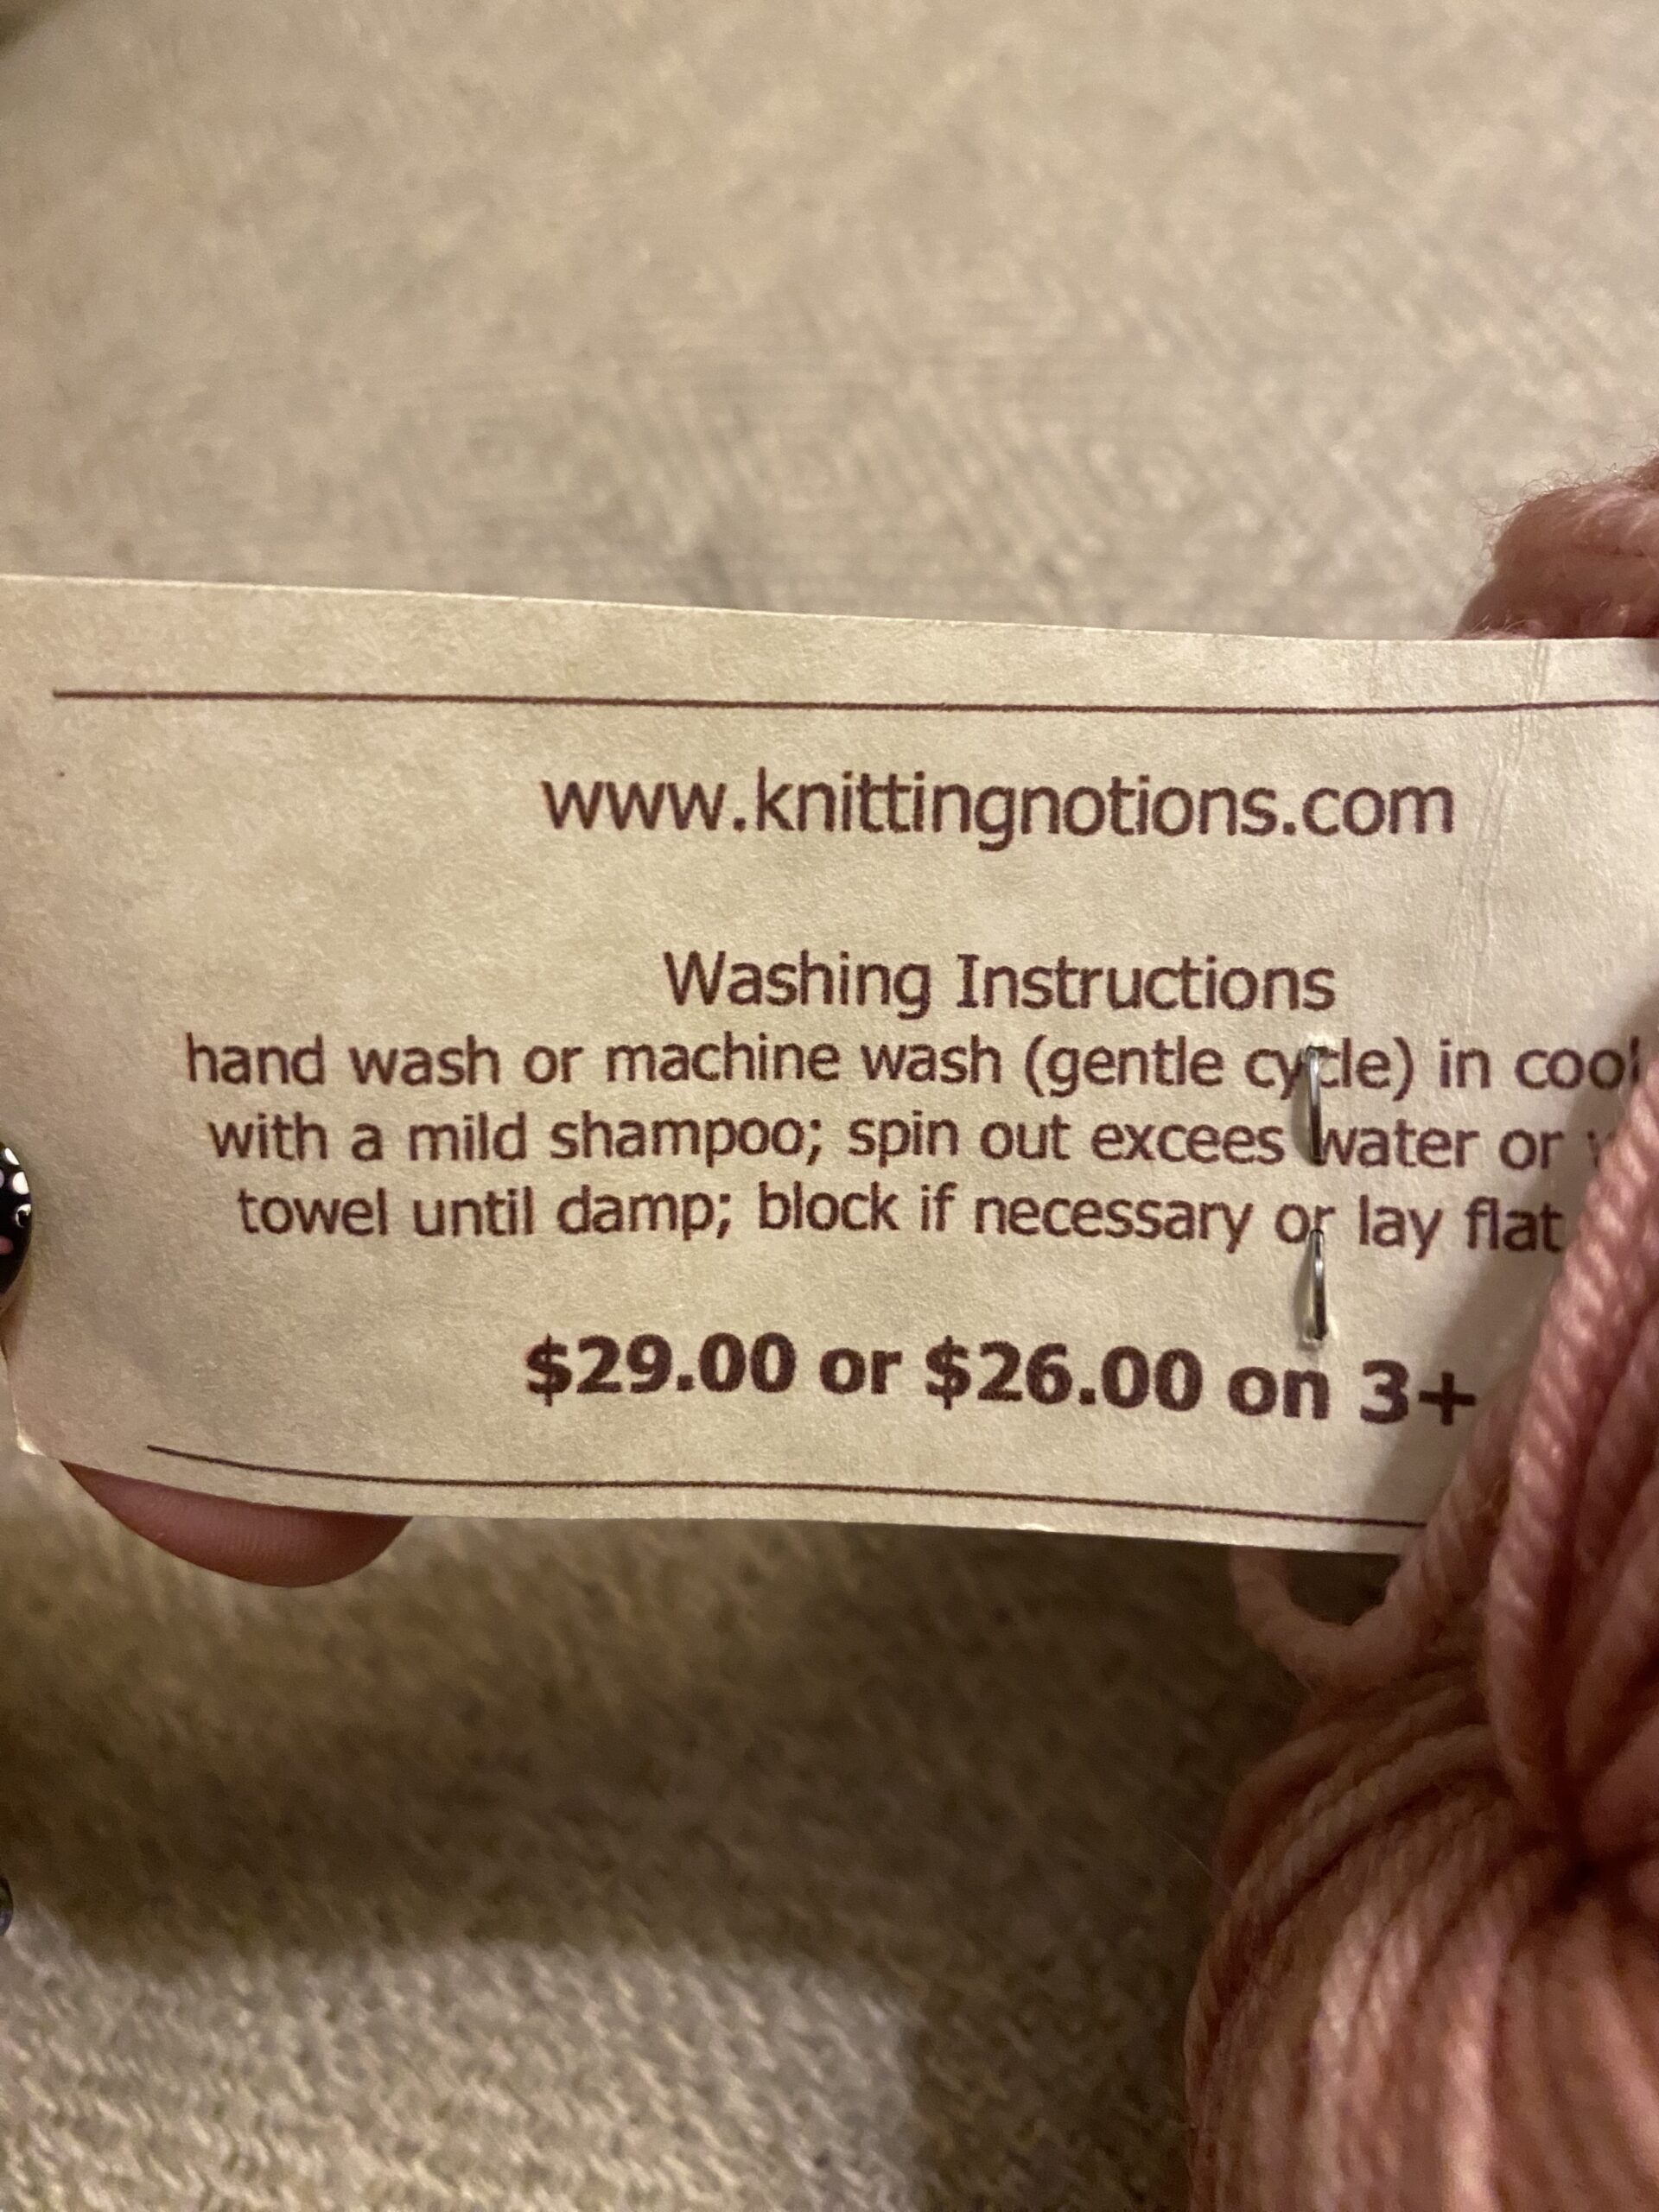 www.knittingnotions.com
Washing Instructions
hand wash or machine wash (gentle cycle) in cool
with a mild shampoo; spin out excees water or
towel until damp; block if necessary or lay flat
$29.00 or $26.00 on 3+